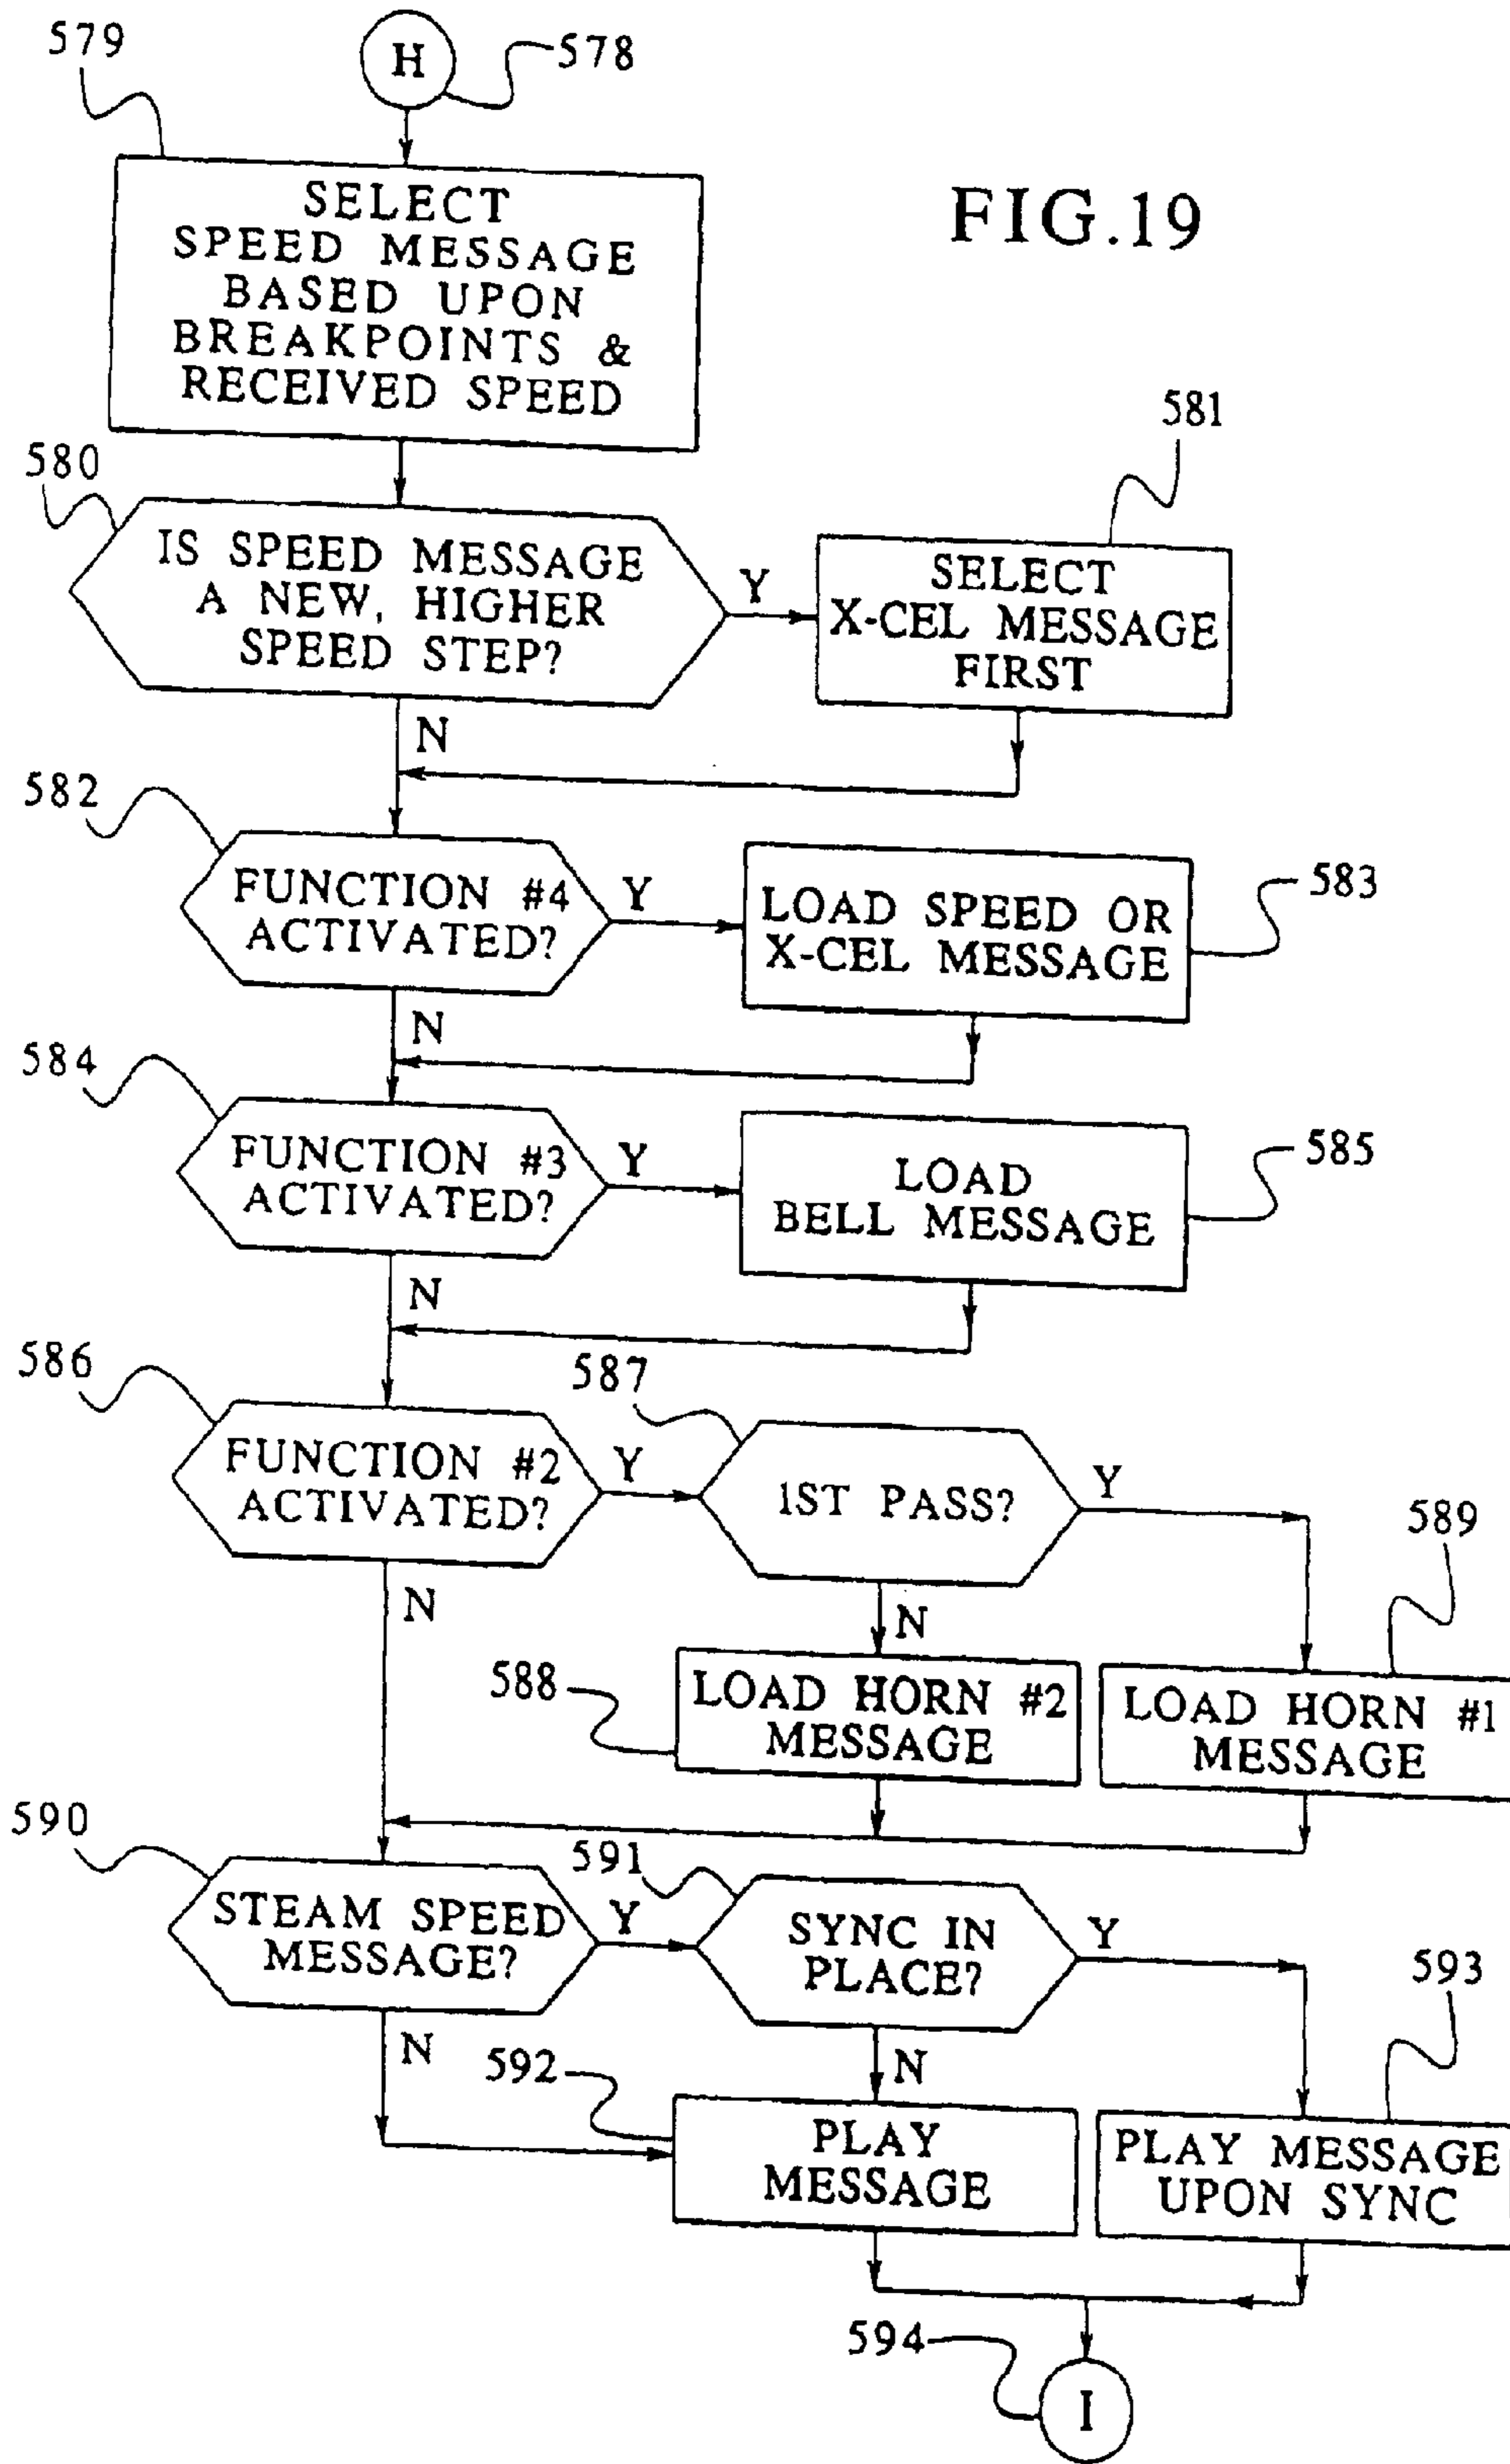 579
H
578
FIG.19
SELECT
SPEED MESSAGE
BASED UPON
BREAKPOINTS &
RECEIVED SPEED
580
581
IS SPEED MESSAGE
A NEW, HIGHER
SPEED STEP?
Y
SELECT
X-CEL MESSAGE
FIRST
N
582
FUNCTION #4
ACTIVATED?
Y
LOAD SPEED OR
X-CEL MESSAGE
583
N
584
FUNCTION #3
ACTIVATED?
Y
LOAD
BELL MESSAGE
585
N
586
587
FUNCTION #2
ACTIVATED?
Y
1ST PASS?
Y
589
N
N
588
LOAD HORN #2
MESSAGE
LOAD HORN #1
MESSAGE
590
591
STEAM SPEED
MESSAGE?
Y
SYNC IN
PLACE?
Y
593
N
N
592
PLAY
MESSAGE
PLAY MESSAGE
UPON SYNC
594
I